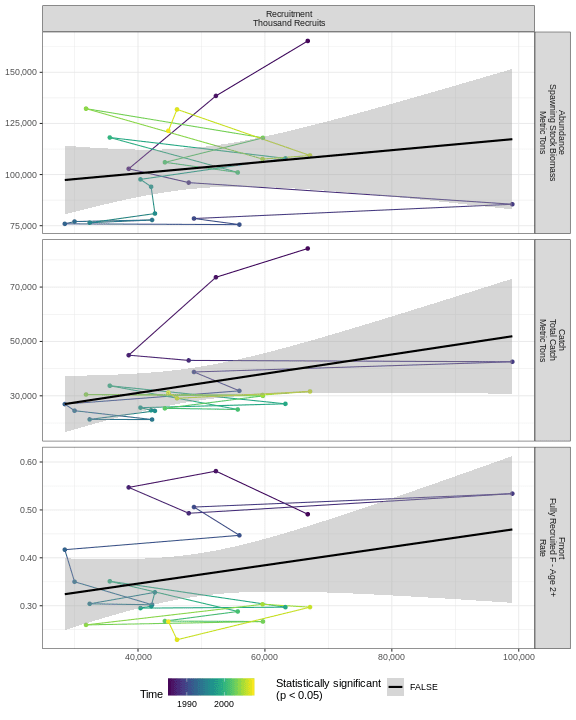 Recruitment
Thousand Recruits
150,000
125,000
100,000
75,000
Abundance
Spawning Stock Biomass
Metric Tons
70,000
50,000
30,000
Catch
Total Catch
Metric Tons
0.60
0.50
0.40
0.30
Fmort
Fully Recruited F - Age 2+
Rate
40,000 60,000 80,000 100,000
Time
1990 2000
Statistically significant
(p < 0.05)
FALSE